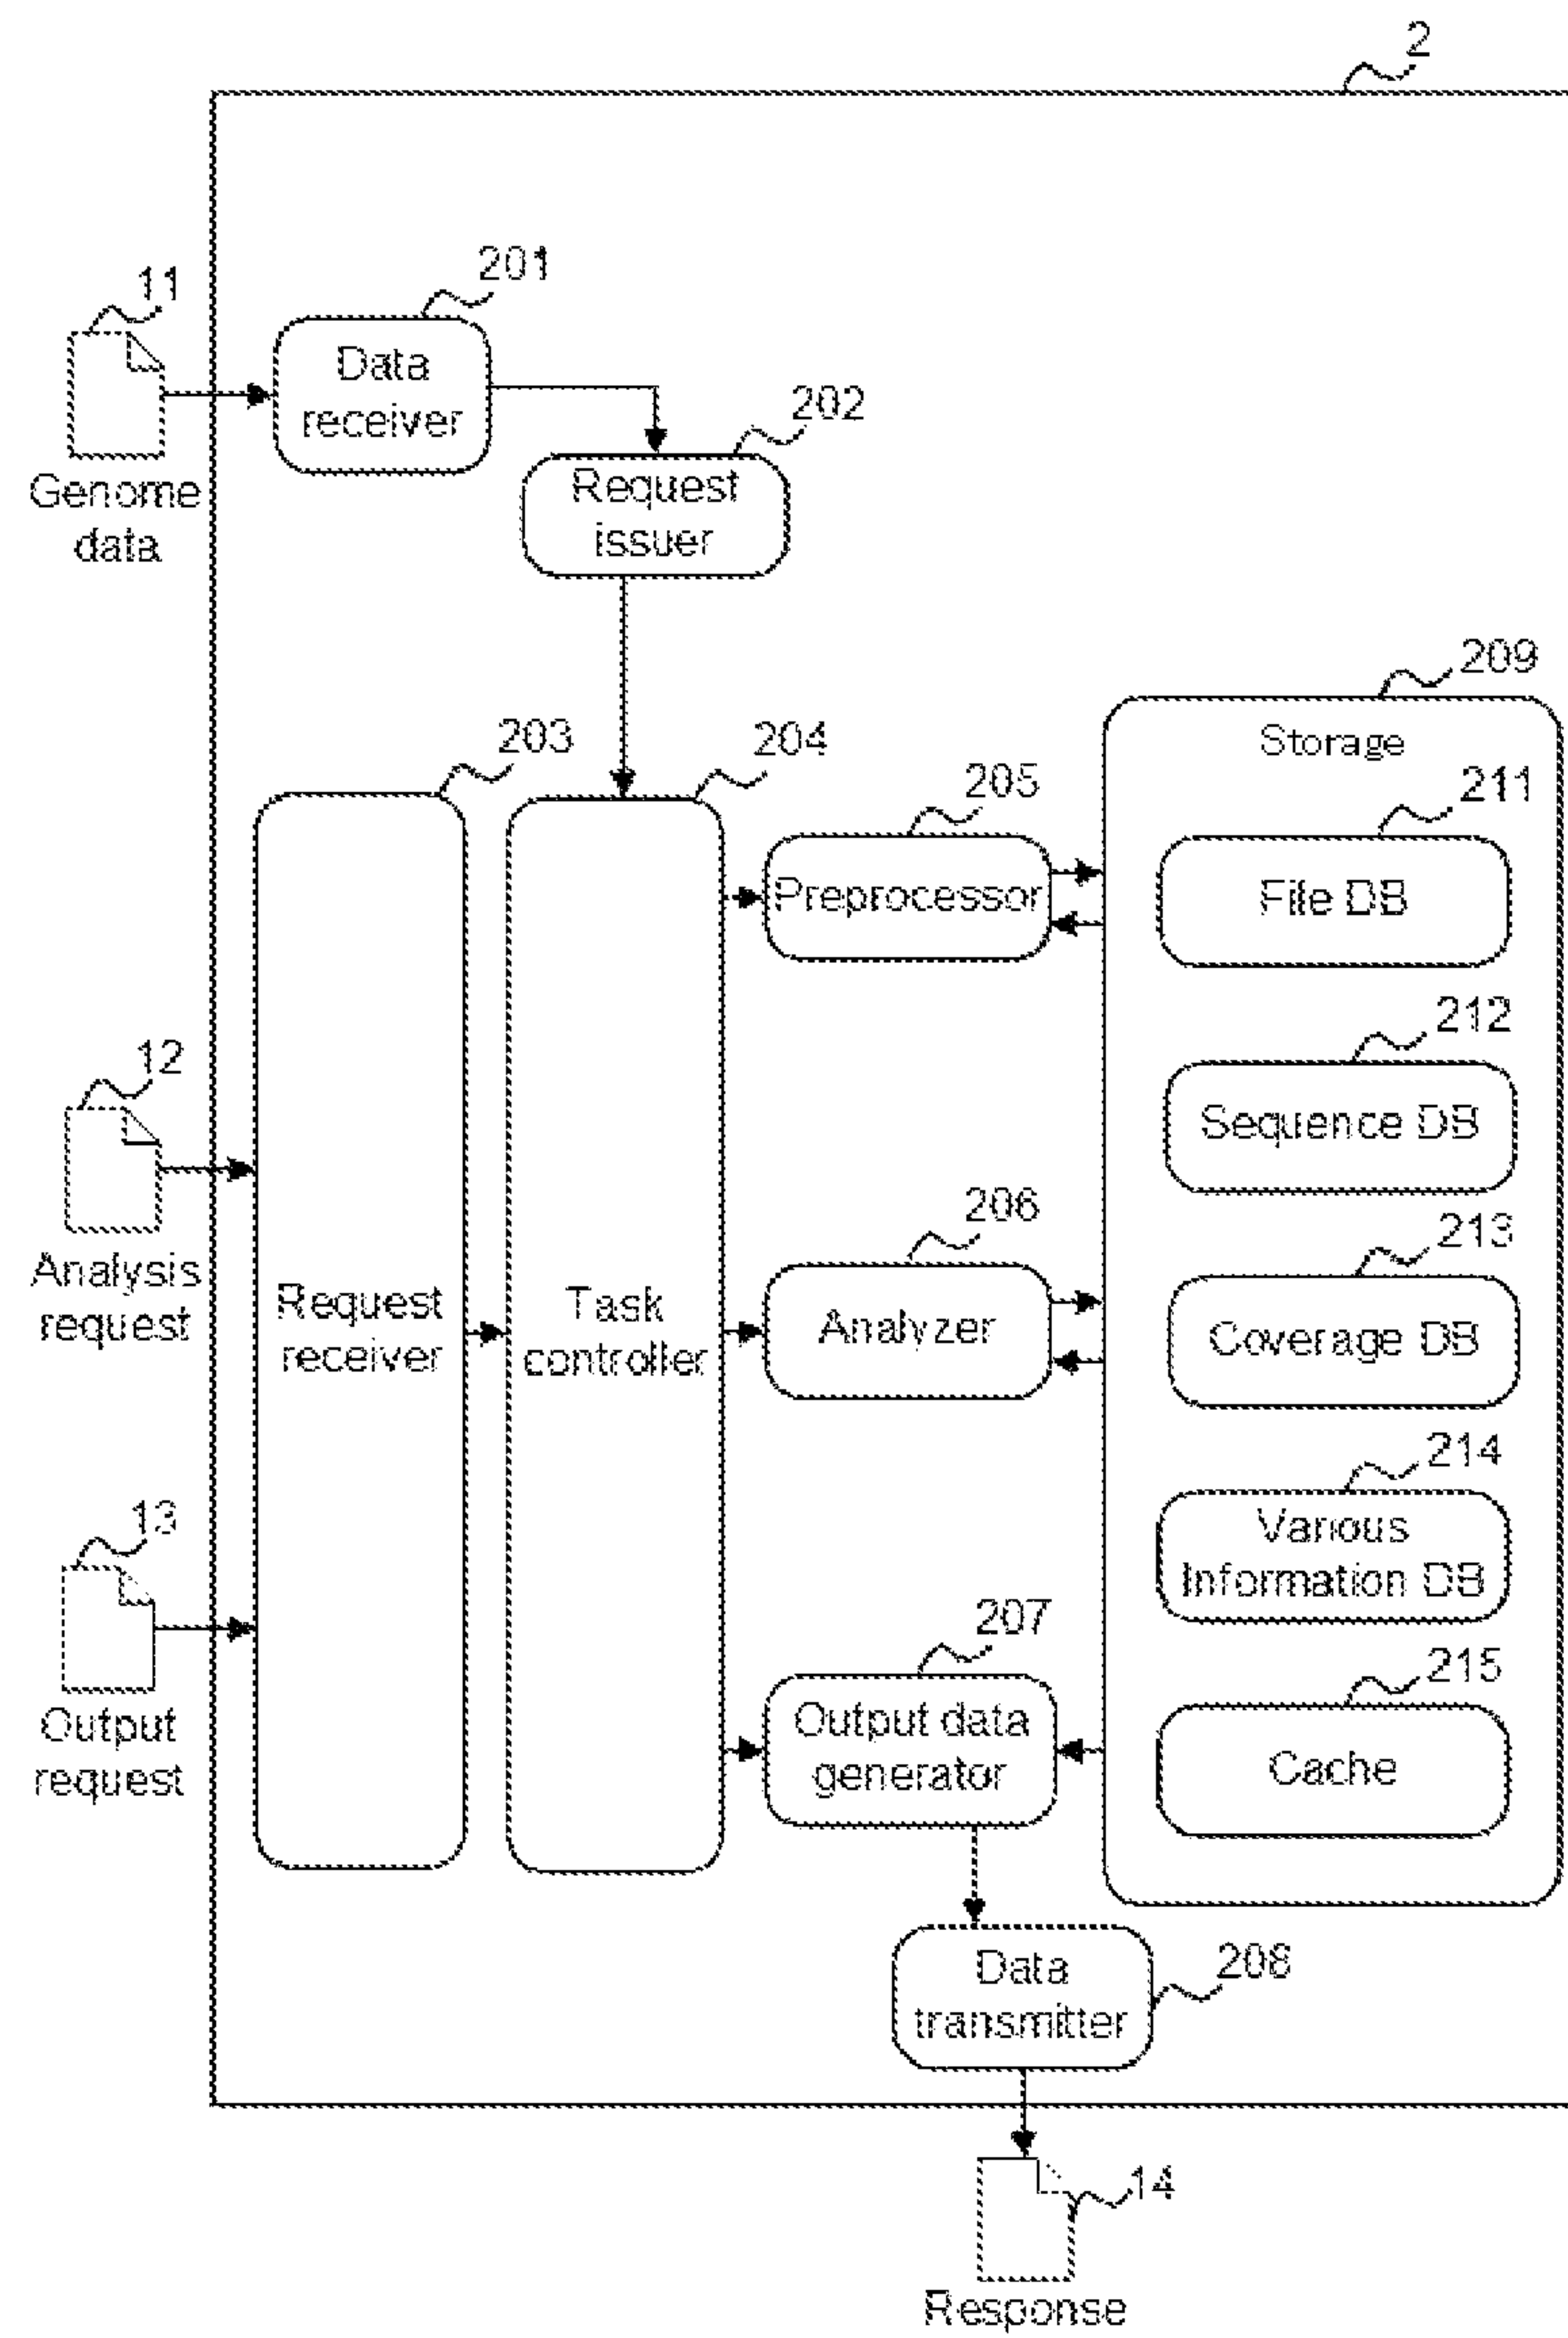 2
201
11
Data
receiver
202
Genome
data
Request
issuer
209
Storage
203
204
205
211
Preprocessor
File DB
212
Sequence DB
12
Analysis
request
206
213
Request
receiver
Task
controller
Analyzer
Coverage DB
214
Various
Information DB
13
Output
request
207
215
Output data
generator
Cache
Data
transmitter
208
14
Response